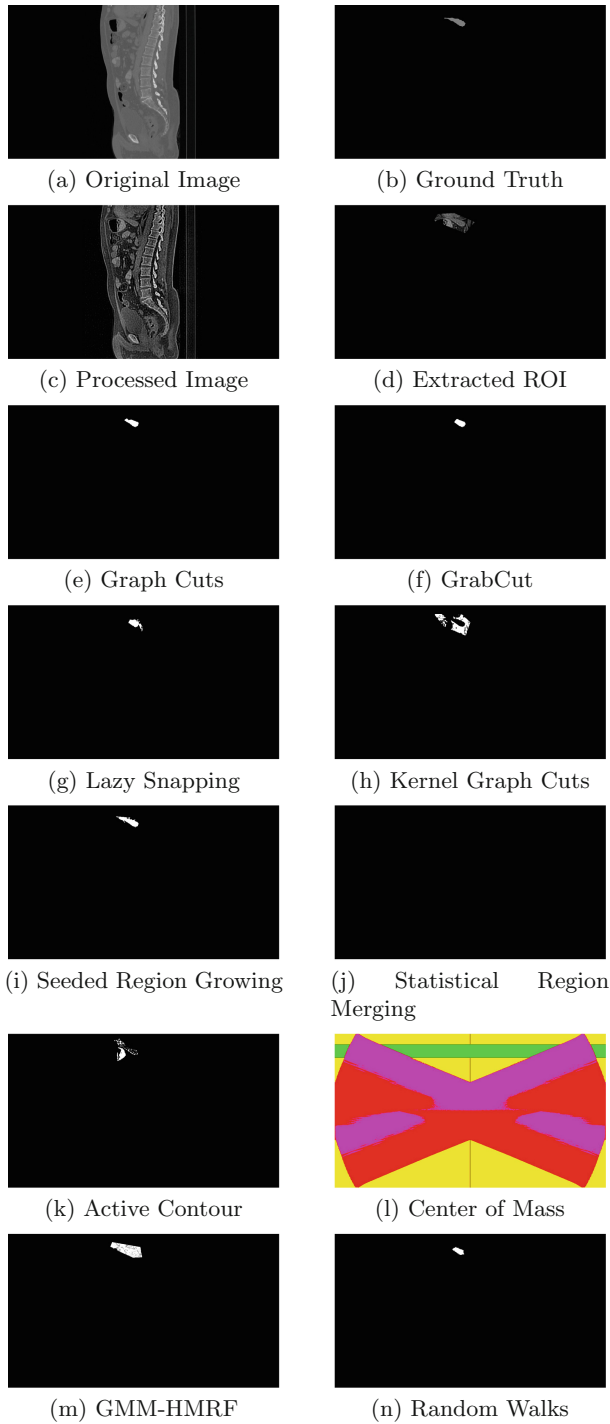 (a) Original Image
(b) Ground Truth
(c) Processed Image
(d) Extracted ROI
(e) Graph Cuts
(f) GrabCut
(g) Lazy Snapping
(h) Kernel Graph Cuts
(i) Seeded Region Growing
(j) Statistical Region
Merging
(k) Active Contour
(l) Center of Mass
(m) GMM-HMRF
(n) Random Walks